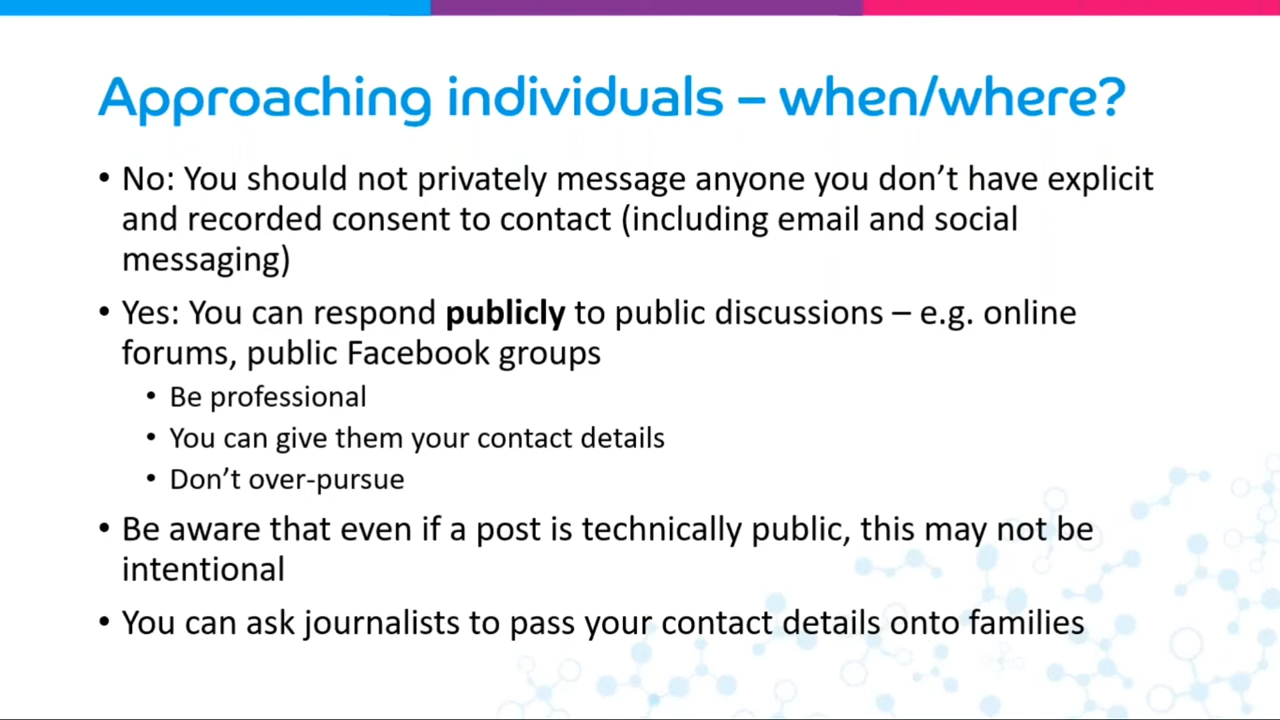 Approaching individuals – when/where?
• No: You should not privately message anyone you don’t have explicit
and recorded consent to contact (including email and social
messaging)
• Yes: You can respond publicly to public discussions – e.g. online
forums, public Facebook groups
• Be professional
• You can give them your contact details
• Don’t over-pursue
• Be aware that even if a post is technically public, this may not be
intentional
• You can ask journalists to pass your contact details onto families